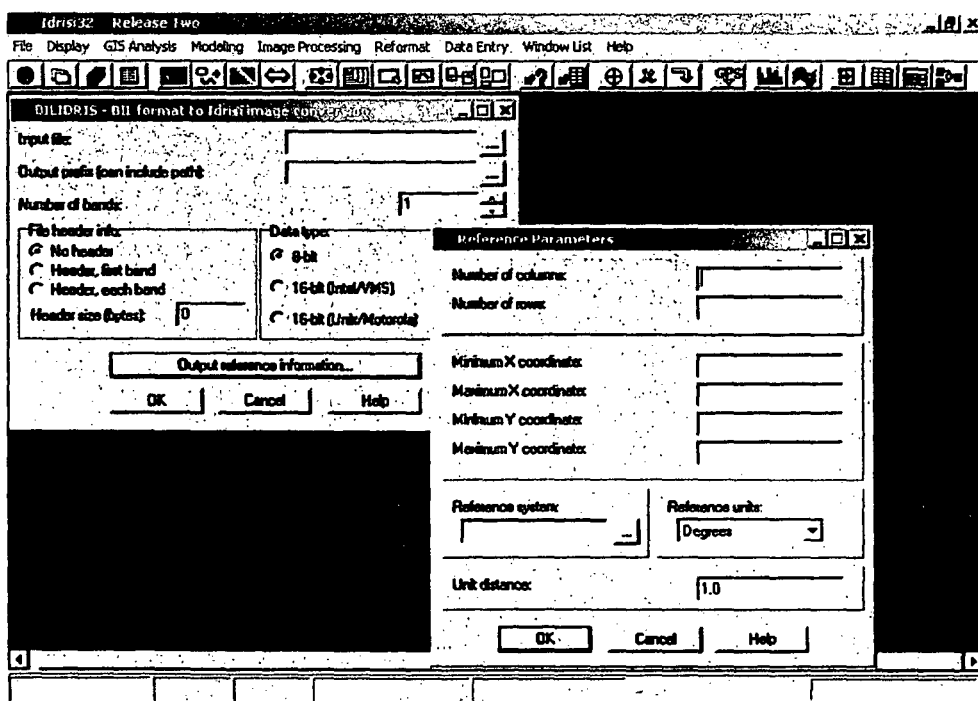 Idrisi32 Release Two
File Display GIS Analysis Modeling Image Processing Reformat Data Entry Window List Help
GPS
BILIDRIS - BIL format to Idrisi image conversion
Input file:
...
Output prefix (can include path):
...
Number of bands: 1
File header info:
No header
Header, first band
Header, each band
Header size (bytes): 0
Data type:
8-bit
16-bit (Intel/VMS)
16-bit (Unix/Motorola)
Output reference information...
OK Cancel Help
Reference Parameters
Number of columns:
Number of rows:
Minimum X coordinate:
Maximum X coordinate:
Minimum Y coordinate:
Maximum Y coordinate:
Reference system:
...
Reference units:
Degrees
Unit distance: 1.0
OK Cancel Help